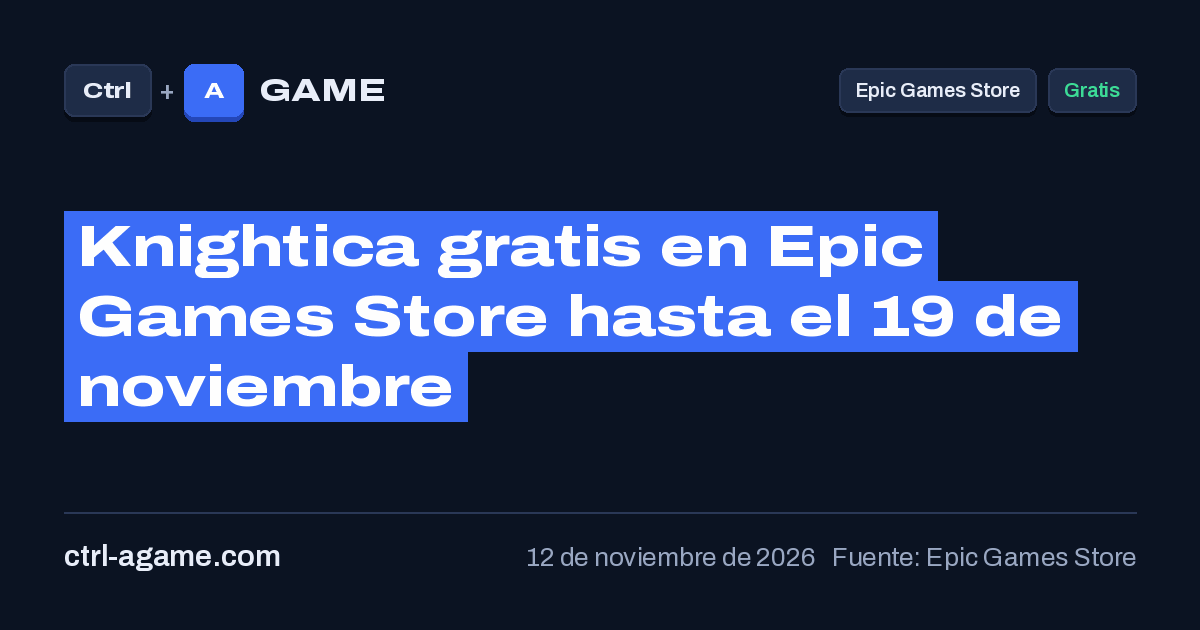 Ctrl + A GAME
Epic Games Store Gratis
Knightica gratis en Epic
Games Store hasta el 19 de
noviembre
ctrl-agame.com
12 de noviembre de 2026 Fuente: Epic Games Store